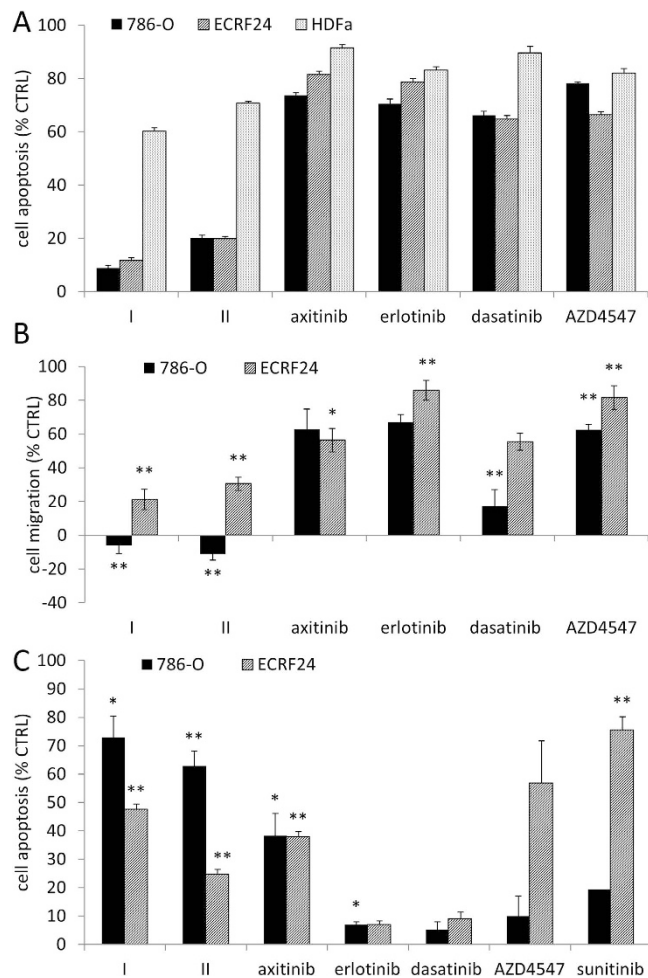 A
786-O ECRF24 HDFa
cell apoptosis (% CTRL)
100
80
60
40
20
0
I II axitinib erlotinib dasatinib AZD4547
B
786-O ECRF24
cell migration (% CTRL)
100
80
60
40
20
0
-20
-40
** ** ** ** * ** ** ** **
I II axitinib erlotinib dasatinib AZD4547
C
786-O ECRF24
cell apoptosis (% CTRL)
100
90
80
70
60
50
40
30
20
10
0
* ** ** ** * ** * **
I II axitinib erlotinib dasatinib AZD4547 sunitinib